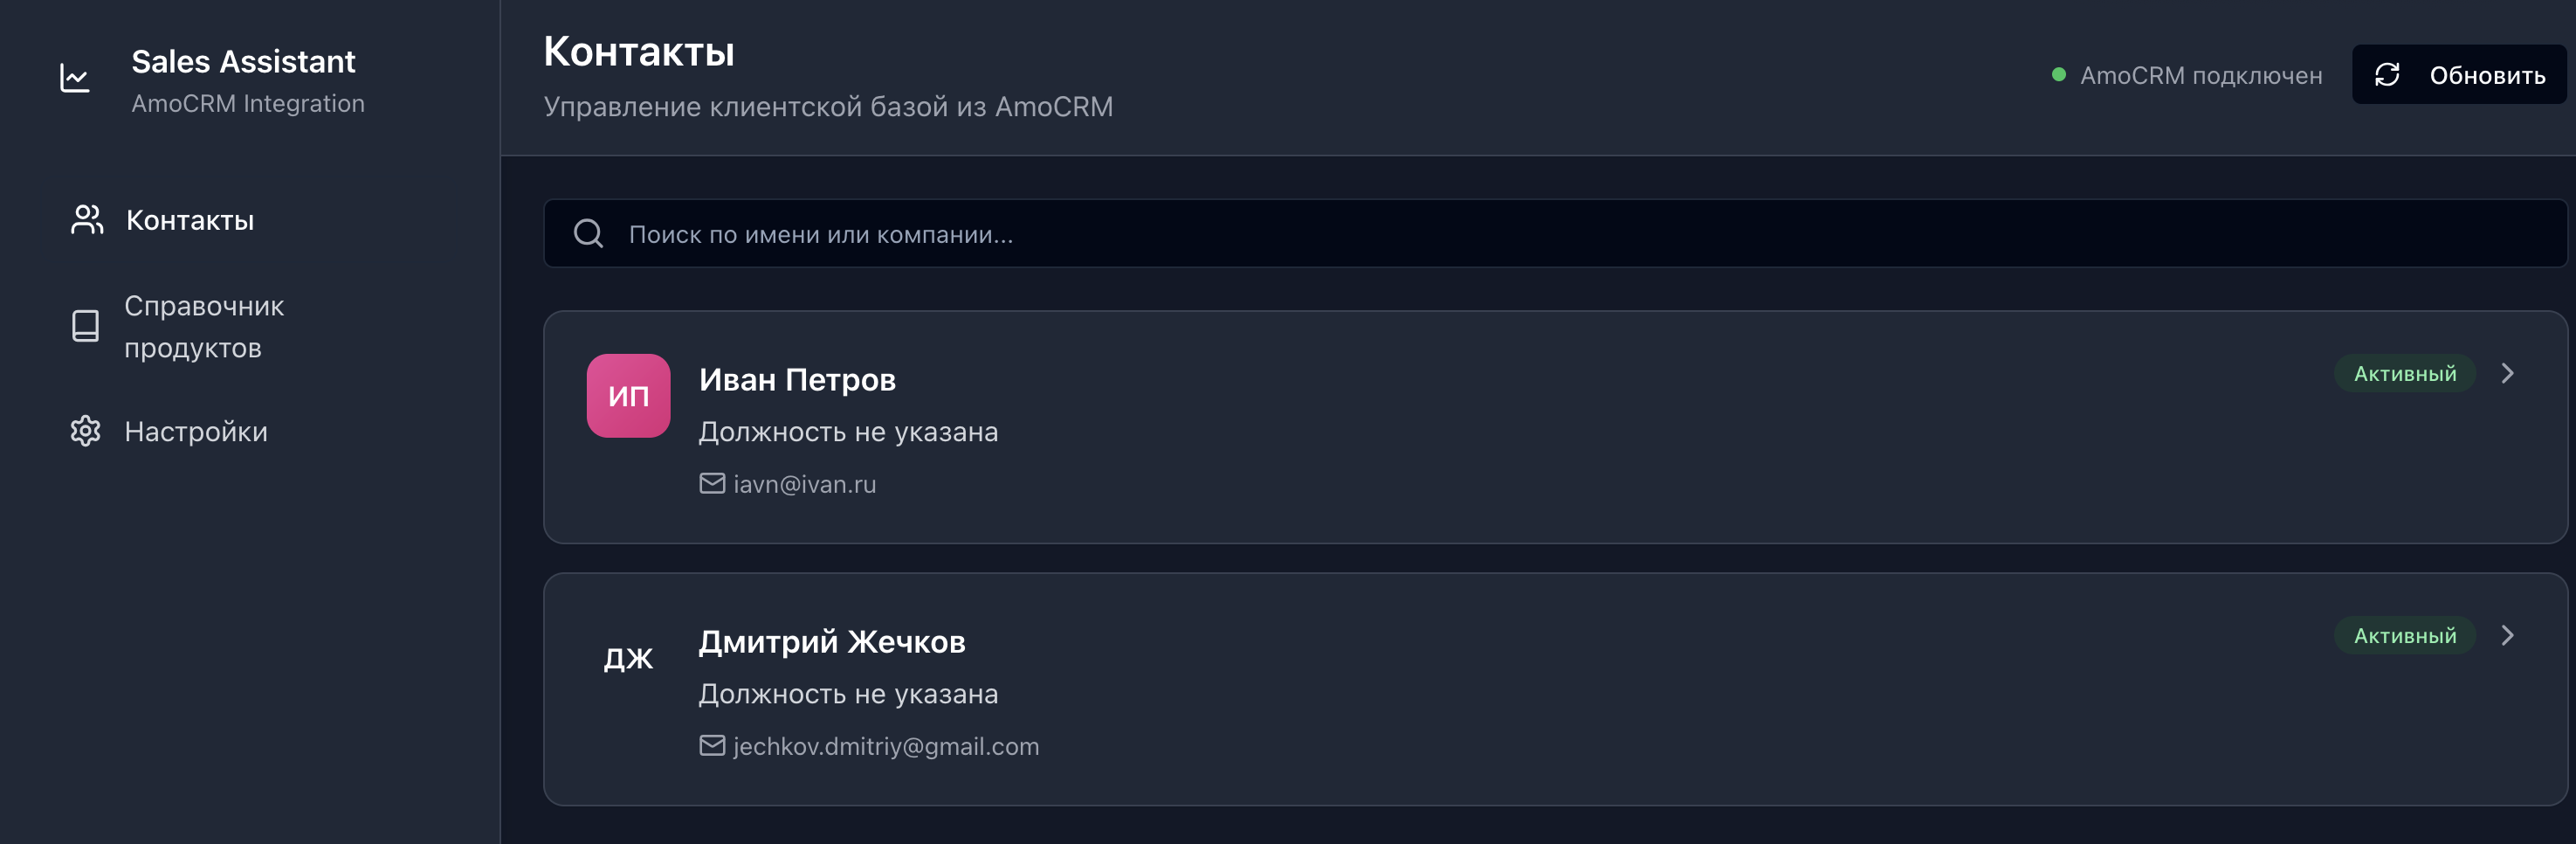 Sales Assistant
AmoCRM Integration
Контакты
Справочник
продуктов
Настройки
Контакты
Управление клиентской базой из AmoCRM
AmoCRM подключен
Обновить
Поиск по имени или компании...
ИП
Иван Петров
Должность не указана
iavn@ivan.ru
Активный
ДЖ
Дмитрий Жечков
Должность не указана
jechkov.dmitriy@gmail.com
Активный